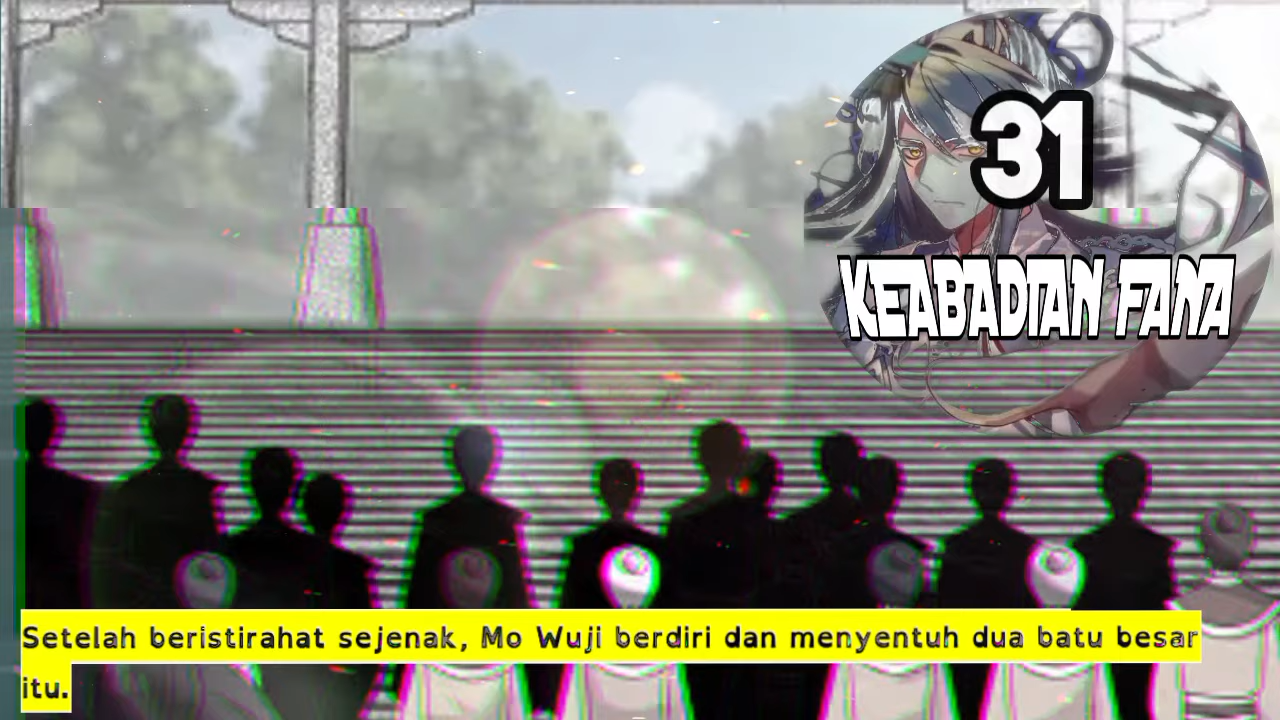 31
KEABADIAN FANA
Setelah beristirahat sejenak, Mo Wuji berdiri dan menyentuh dua batu besar
itu.